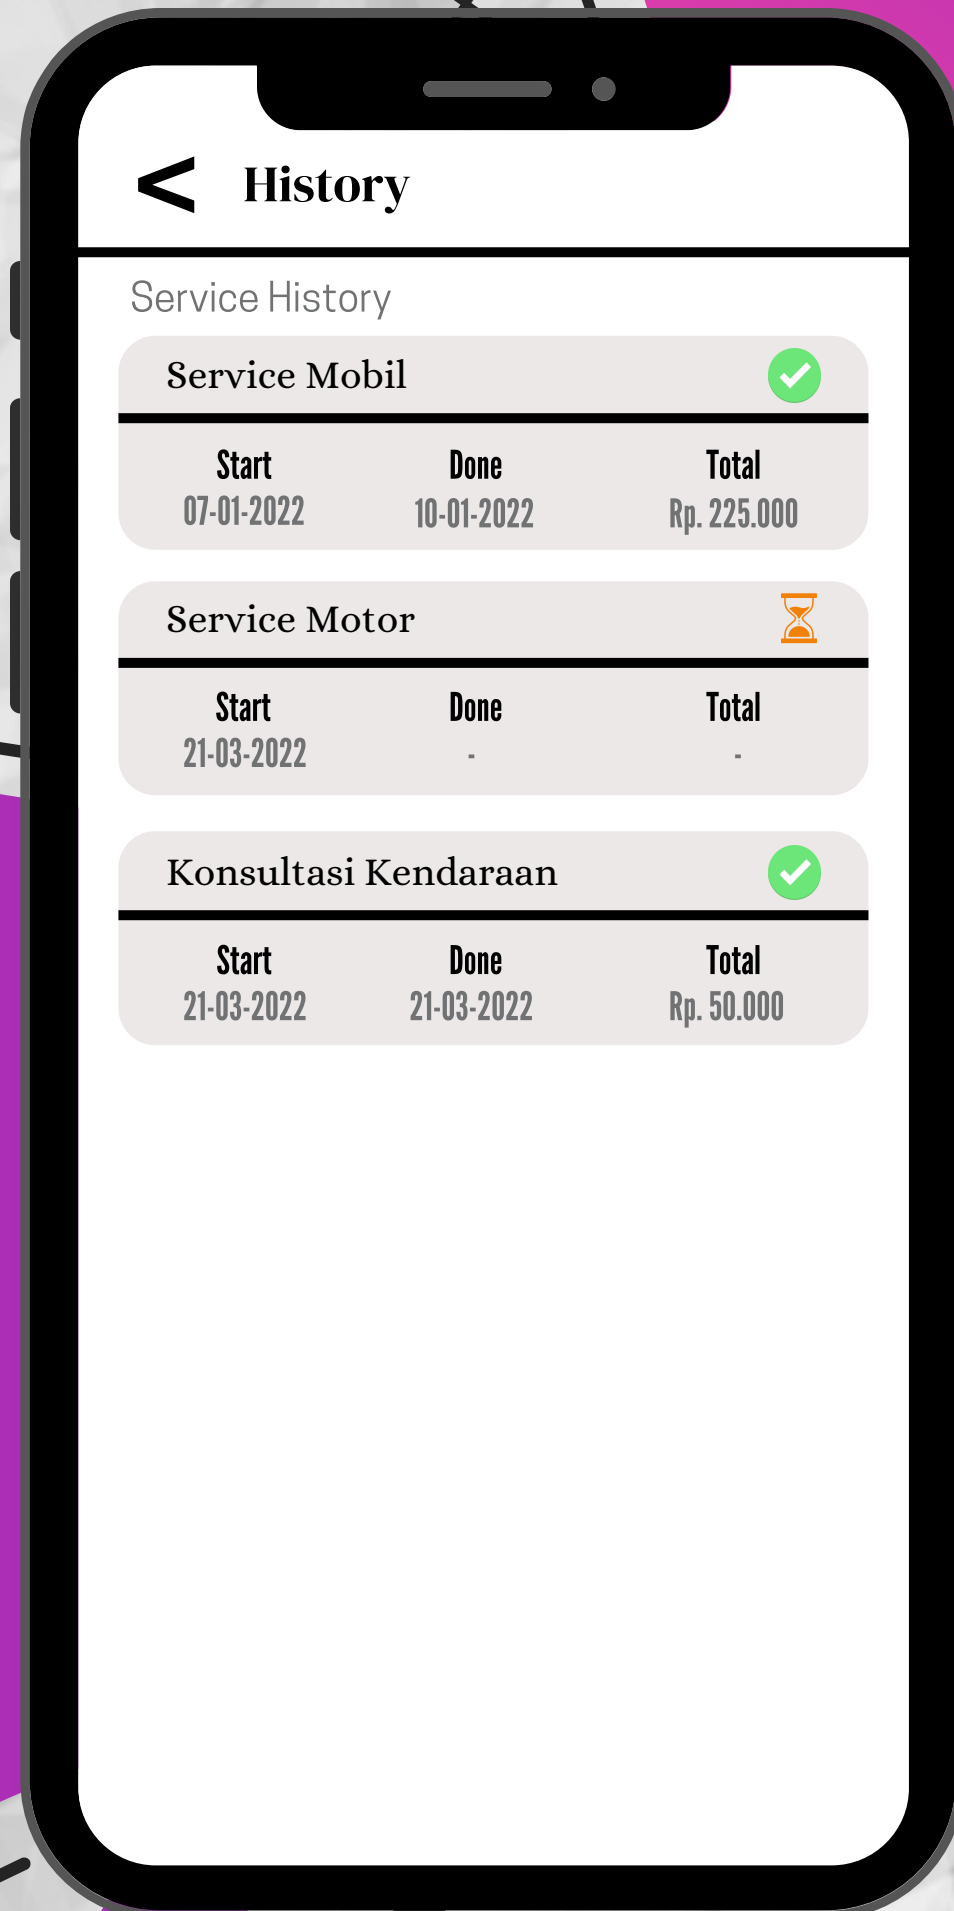 < History
Service History
Service Mobil
Start Done Total
07-01-2022 10-01-2022 Rp. 225.000
Service Motor
Start Done Total
21-03-2022 - -
Konsultasi Kendaraan
Start Done Total
21-03-2022 21-03-2022 Rp. 50.000